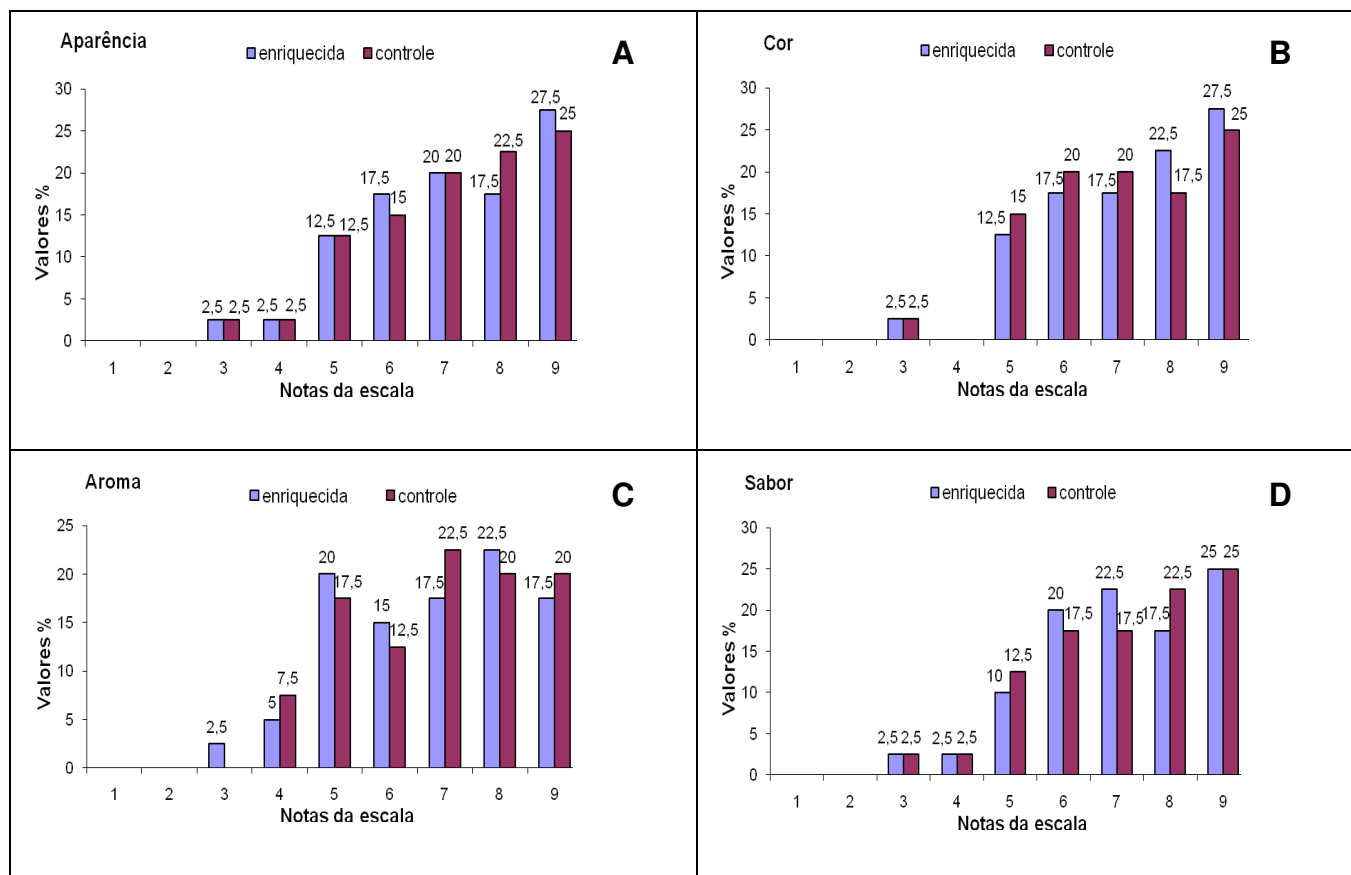 Aparência
enriquecida controle
A
27,5
30
25
25
22,5
20 20
20
17,5 17,5
15
15
12,5 12,5
10
5
2,5 2,5 2,5 2,5
0
1 2 3 4 5 6 7 8 9
Notas da escala
Valores %
Cor
enriquecida controle
B
27,5
30
25
25
22,5
20 20
20
17,5 17,5 17,5
15
15
12,5
10
5
2,5 2,5
0
1 2 3 4 5 6 7 8 9
Notas da escala
Valores %
Aroma
enriquecida controle
C
25
22,5 22,5
20 20 20
20
17,5 17,5 17,5
15
15
12,5
10
7,5
5
5
2,5
0
1 2 3 4 5 6 7 8 9
Notas da escala
Valores %
Sabor
enriquecida controle
D
30
25 25
25
22,5 22,5
20
20
17,5 17,5 17,5
15
12,5
10
10
5
2,5 2,5 2,5 2,5
0
1 2 3 4 5 6 7 8 9
Notas da escala
Valores %